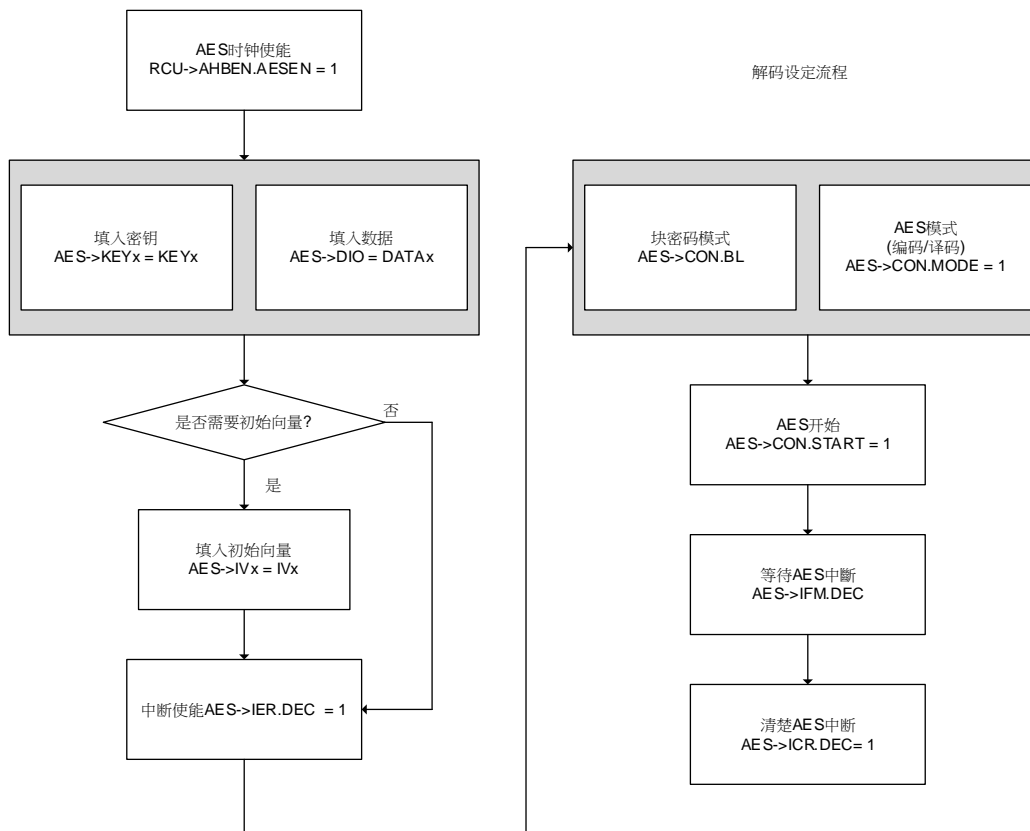 AES时钟使能
RCU->AHBEN.AESEN = 1
填入密钥
AES->KEYx = KEYx
填入数据
AES->DIO = DATAx
是否需要初始向量?
否
是
填入初始向量
AES->IVx = IVx
中断使能AES->IER.DEC = 1
解码设定流程
块密码模式
AES->CON.BL
AES模式
(编码/译码)
AES->CON.MODE = 1
AES开始
AES->CON.START = 1
等待AES中斷
AES->IFM.DEC
清楚AES中断
AES->ICR.DEC= 1